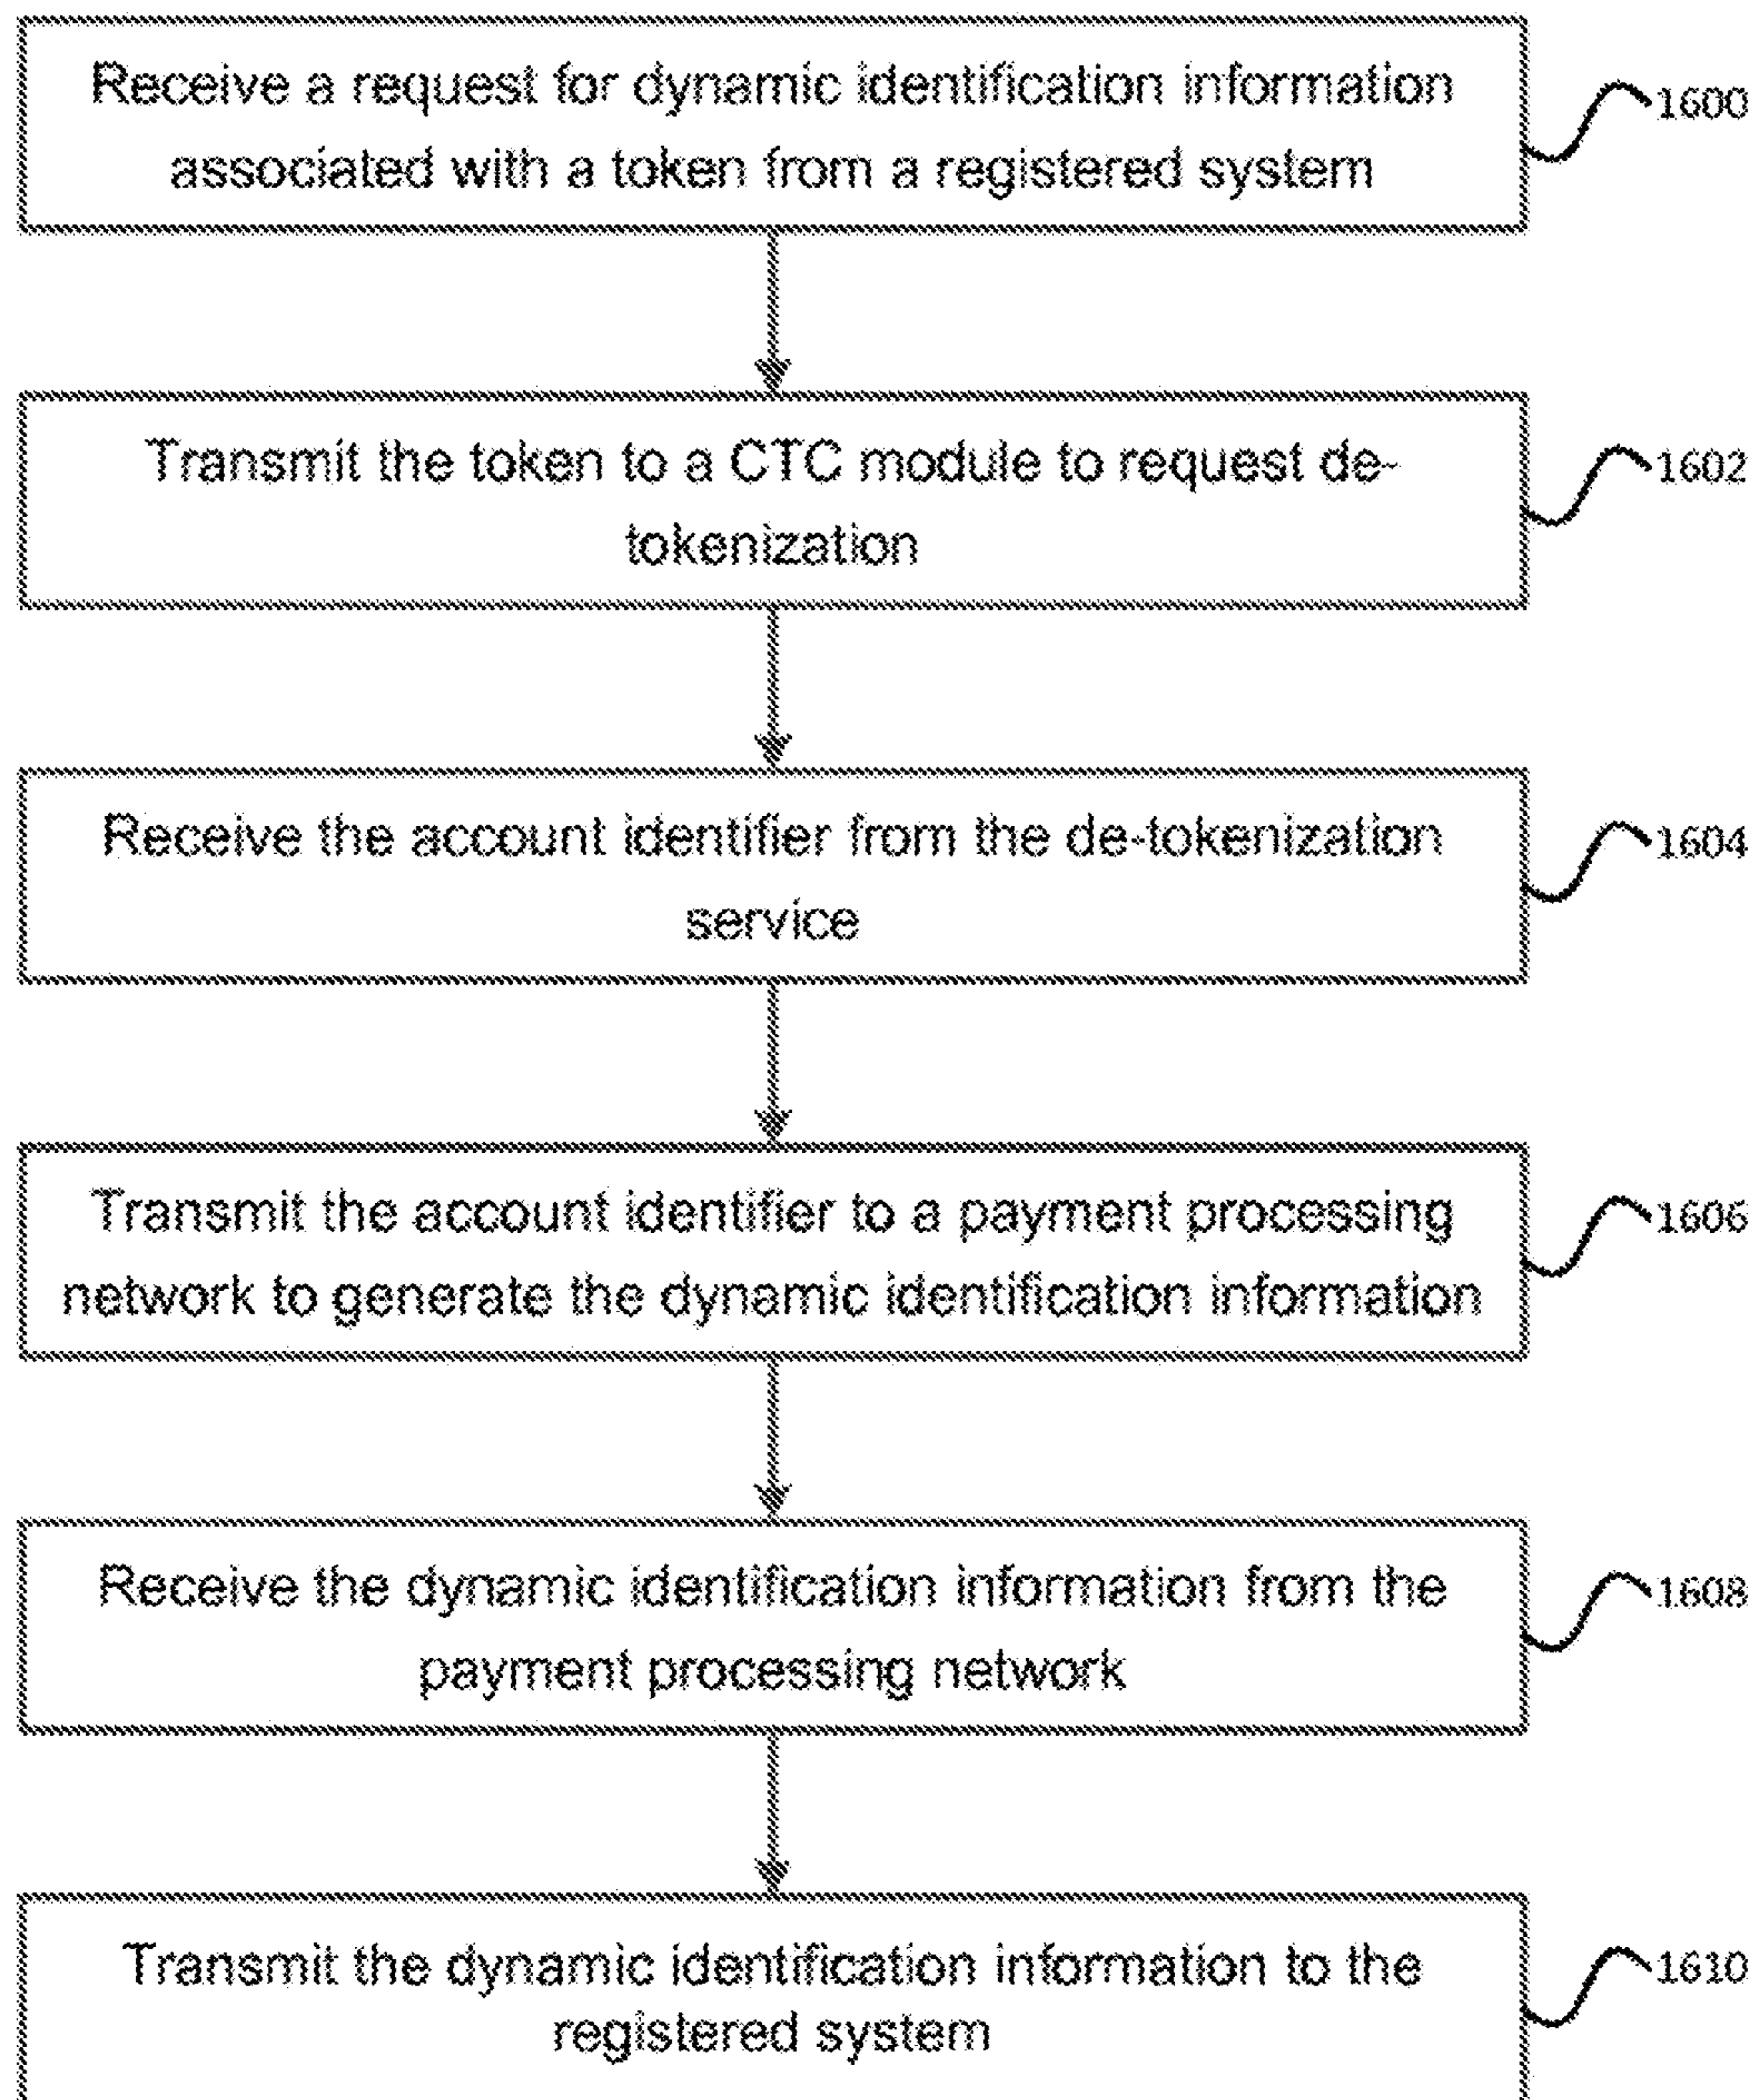 Receive a request for dynamic identification information
associated with a token from a registered system
1600
Transmit the token to a CTC module to request de-
tokenization
1602
Receive the account identifier from the de-tokenization
service
1604
Transmit the account identifier to a payment processing
network to generate the dynamic identification information
1606
Receive the dynamic identification information from the
payment processing network
1608
Transmit the dynamic identification information to the
registered system
1610